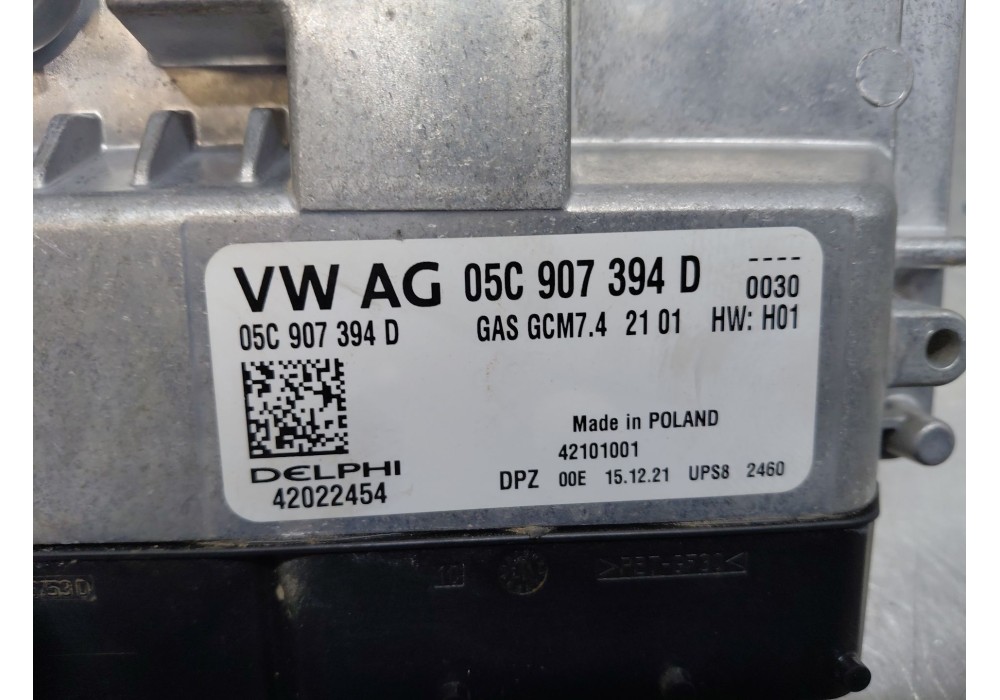 VW AG 05C 907 394 D ----
0030
05C 907 394 D GAS GCM7.4 21 01 HW: H01
Made in POLAND
42101001
DELPHI
42022454
DPZ 00E 15.12.21 UPS8 2460